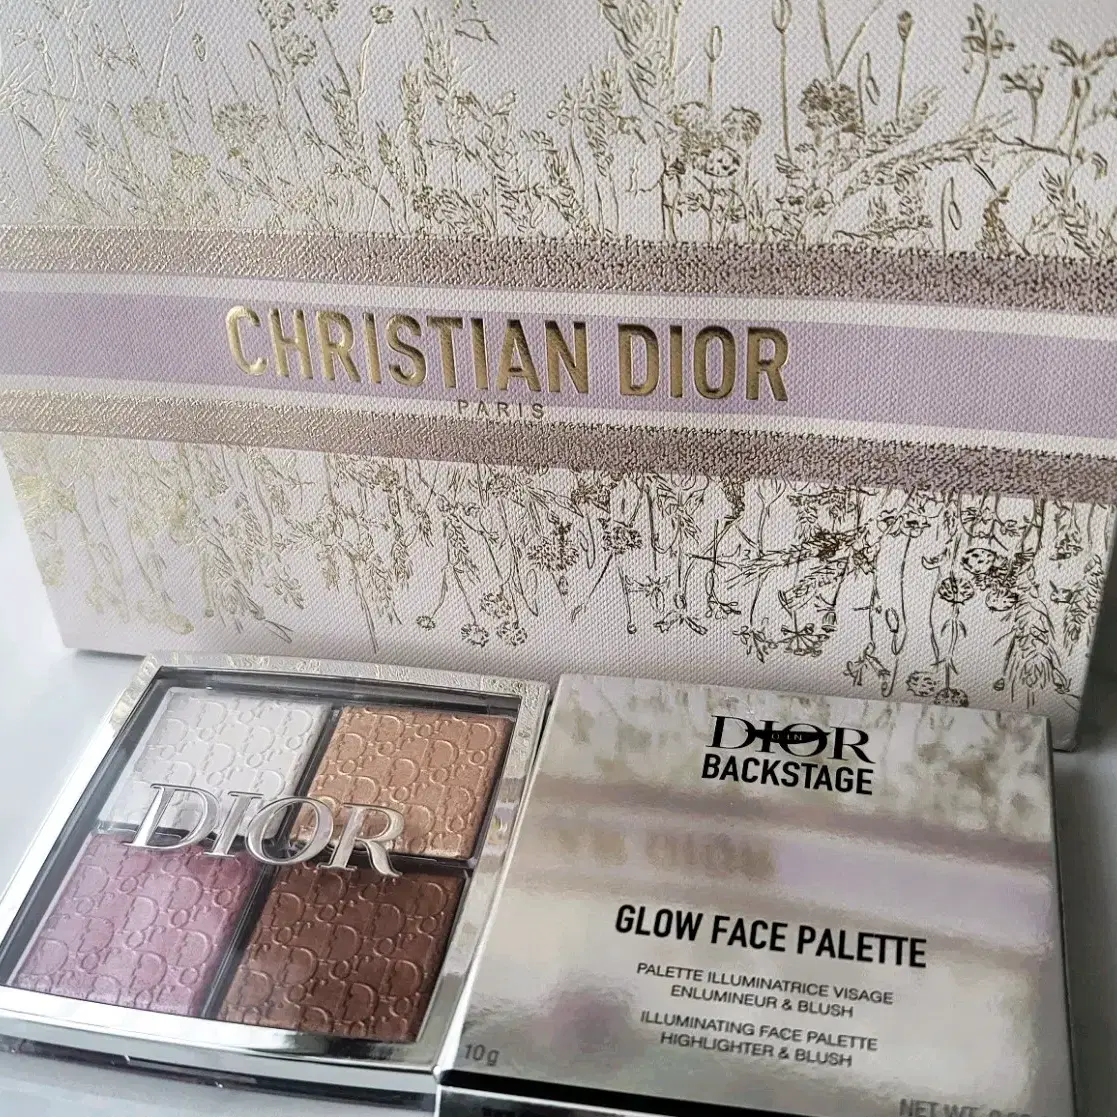 CHRISTIAN DIOR
PARIS
DIOR
DIOR
BACKSTAGE
GLOW FACE PALETTE
PALETTE ILLUMINATRICE VISAGE
ENLUMINEUR & BLUSH
ILLUMINATING FACE PALETTE
HIGHLIGHTER & BLUSH
10g
NET WT